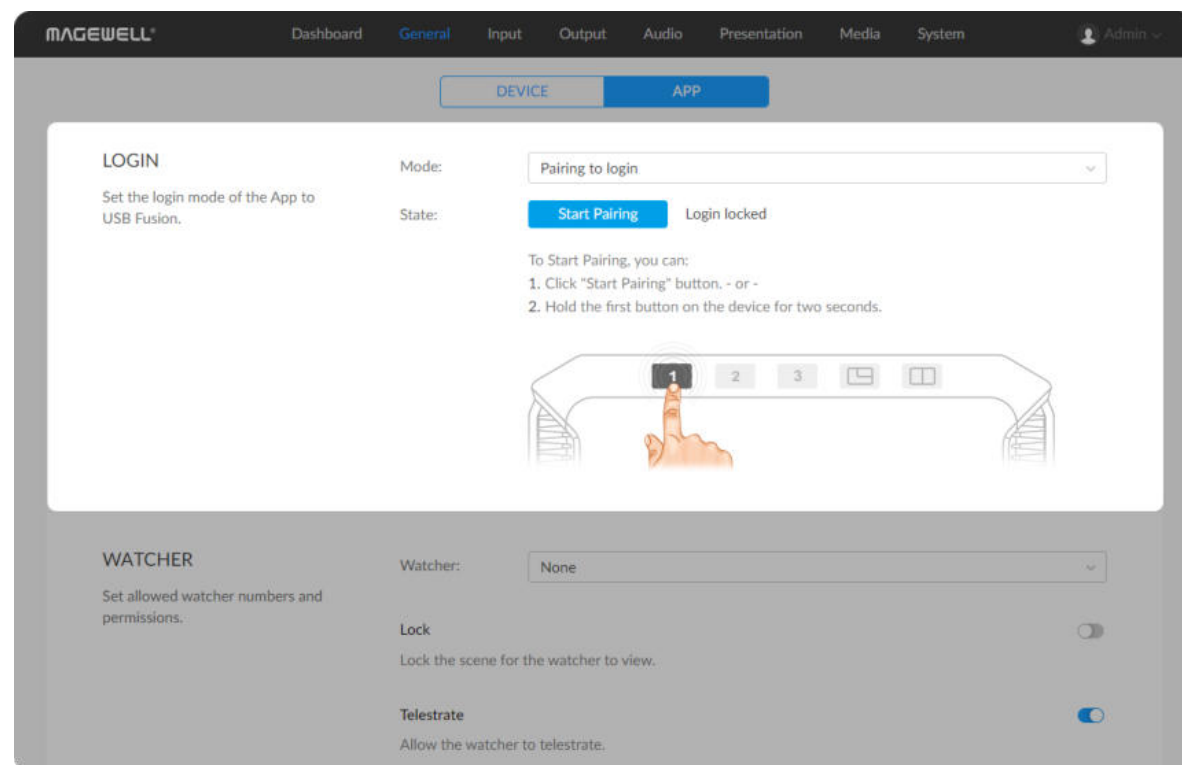 MAGEWELL®
Dashboard General Input Output Audio Presentation Media System Admin
DEVICE APP
LOGIN
Set the login mode of the App to
USB Fusion.
Mode: Pairing to login
State: Start Pairing Login locked
To Start Pairing, you can:
1. Click "Start Pairing" button. - or -
2. Hold the first button on the device for two seconds.
1 2 3
WATCHER
Set allowed watcher numbers and
permissions.
Watcher: None
Lock
Lock the scene for the watcher to view.
Telestrate
Allow the watcher to telestrate.